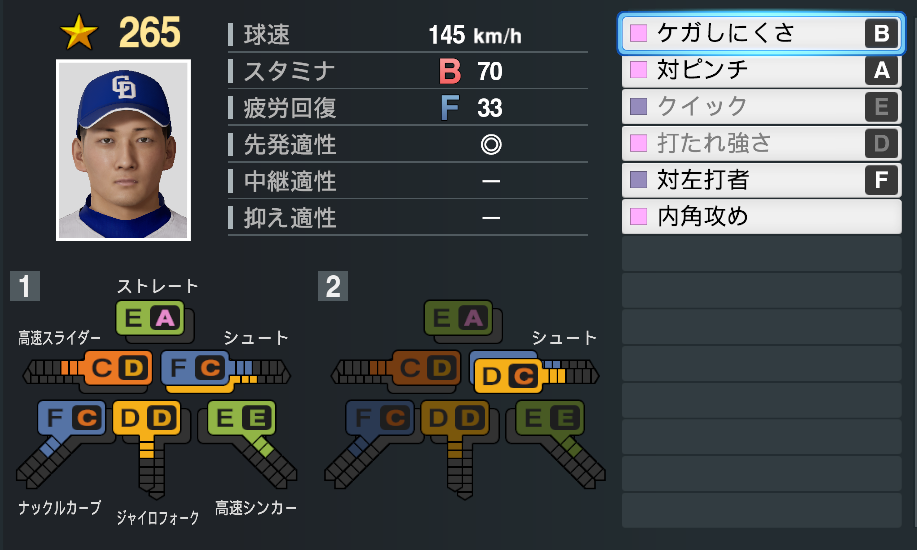 265
CD
球速 145 km/h
スタミナ B 70
疲労回復 F 33
先発適性 ◎
中継適性 ー
抑え適性 ー
ケガしにくさ B
対ピンチ A
クイック E
打たれ強さ D
対左打者 F
内角攻め
1
ストレート
E A
高速スライダー
C D
シュート
F C
F C
D D
E E
ナックルカーブ
ジャイロフォーク
高速シンカー
2
E A
シュート
C D
D C
F C
D D
E E